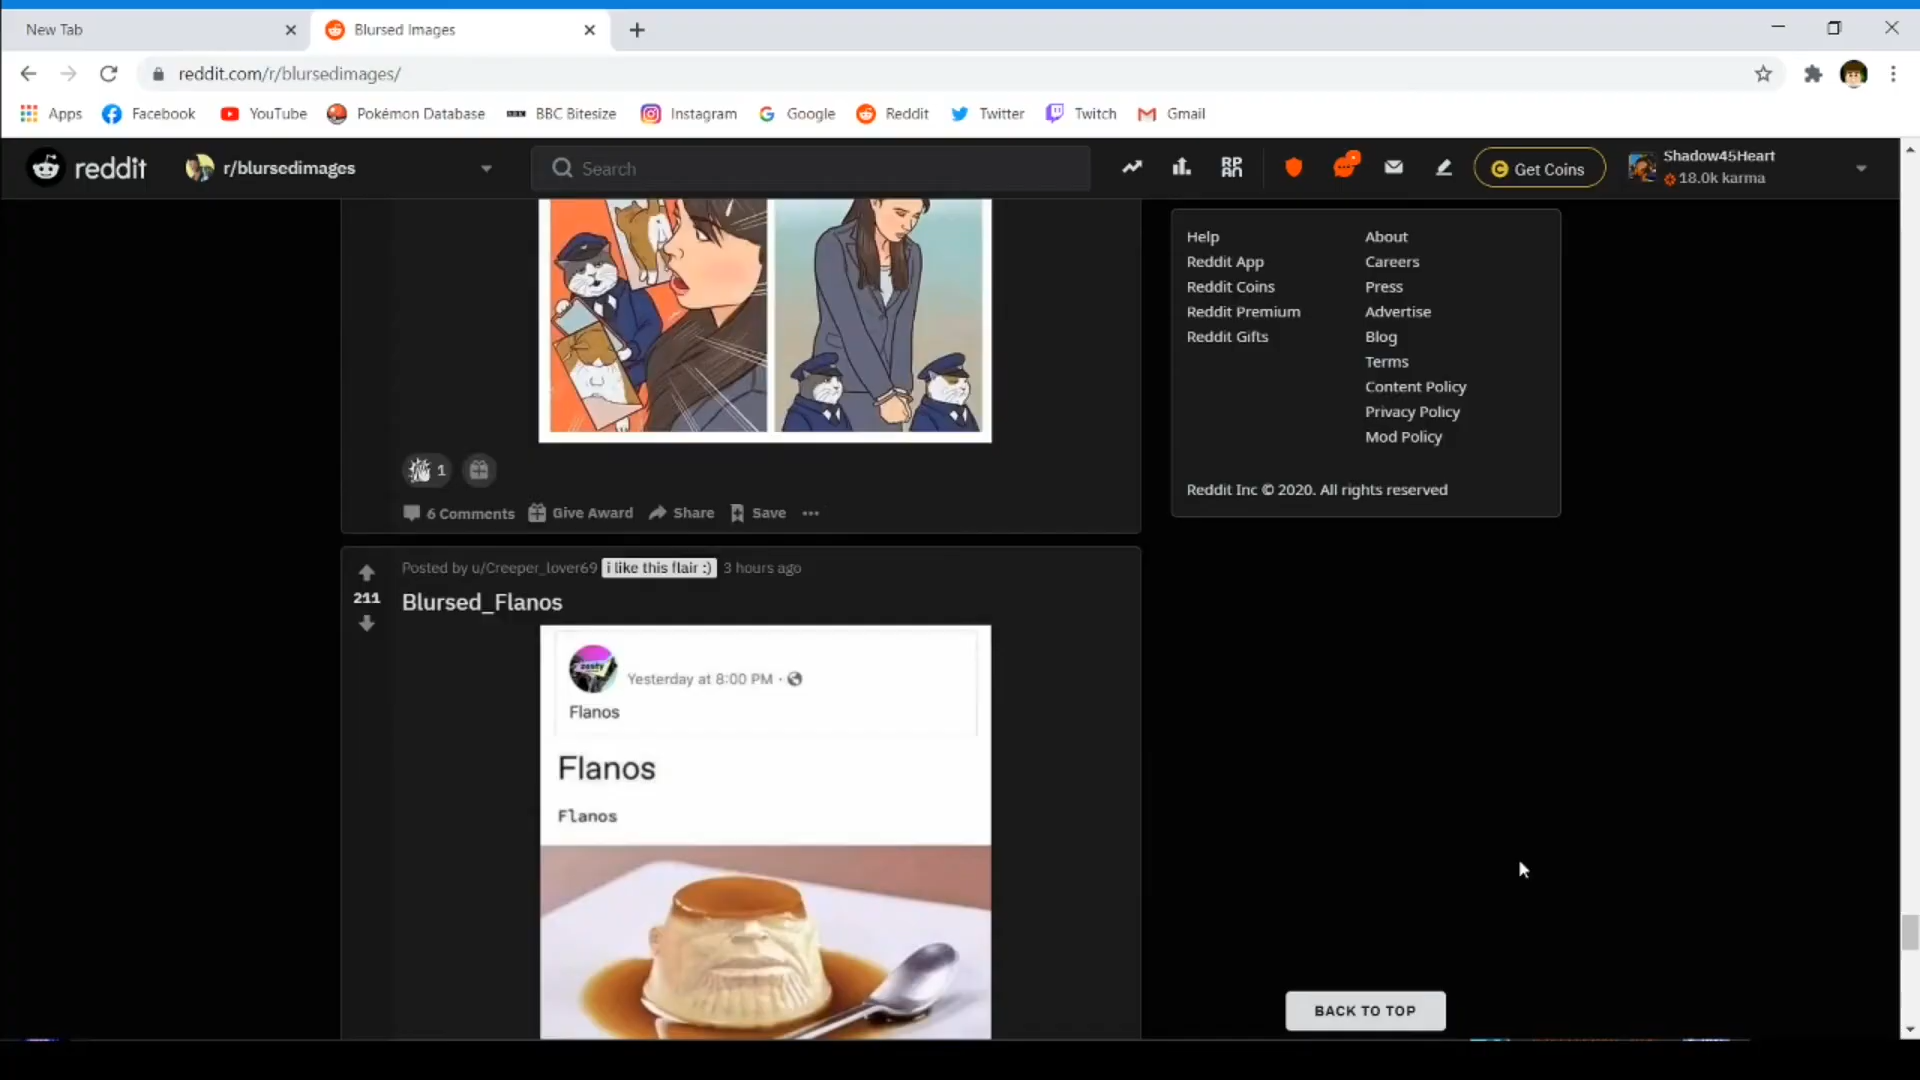 New Tab
Blursed Images
reddit.com/r/blursedimages/
Apps Facebook YouTube Pokémon Database BBC Bitesize Instagram Google Reddit Twitter Twitch Gmail
reddit r/blursedimages Search Get Coins Shadow45Heart
18.0k karma
Help About
Reddit App Careers
Reddit Coins Press
Reddit Premium Advertise
Reddit Gifts Blog
Terms
Content Policy
Privacy Policy
Mod Policy
Reddit Inc © 2020. All rights reserved
1
6 Comments Give Award Share Save
Posted by u/Creeper_lover69 i like this flair :) 3 hours ago
211
Blursed_Flanos
Yesterday at 8:00 PM ·
Flanos
Flanos
Flanos
BACK TO TOP